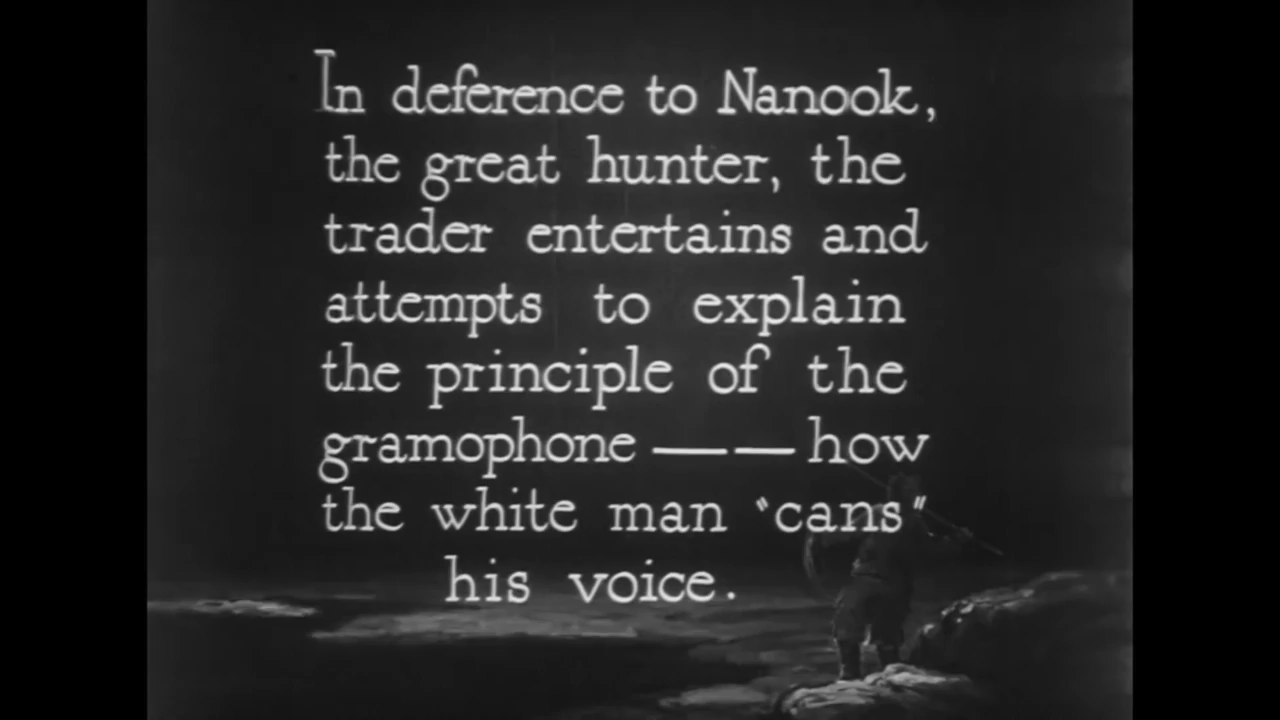 In deference to Nanook,
the great hunter, the
trader entertains and
attempts to explain
the principle of the
gramophone —— how
the white man "cans"
his voice.